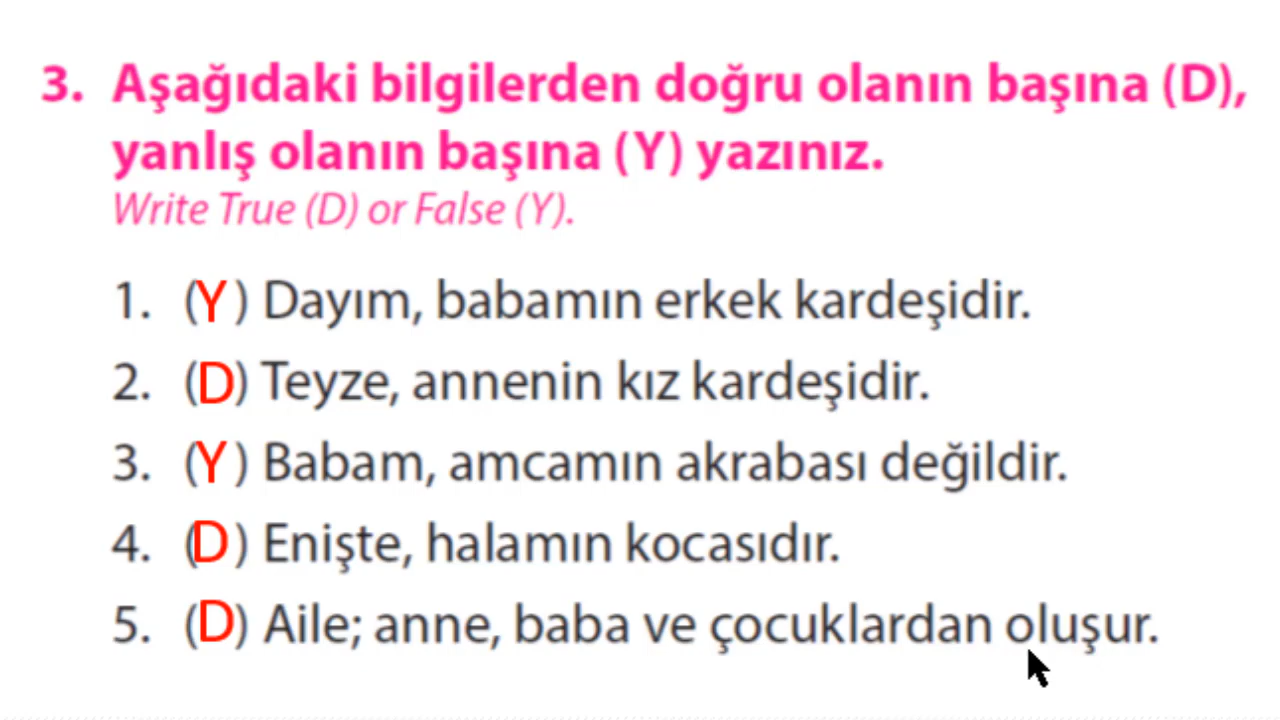 3. Aşağıdaki bilgilerden doğru olanın başına (D),
yanlış olanın başına (Y) yazınız.
Write True (D) or False (Y).
1. (Y) Dayım, babamın erkek kardeşidir.
2. (D) Teyze, annenin kız kardeşidir.
3. (Y) Babam, amcamın akrabası değildir.
4. (D) Enişte, halamın kocasıdır.
5. (D) Aile; anne, baba ve çocuklardan oluşur.